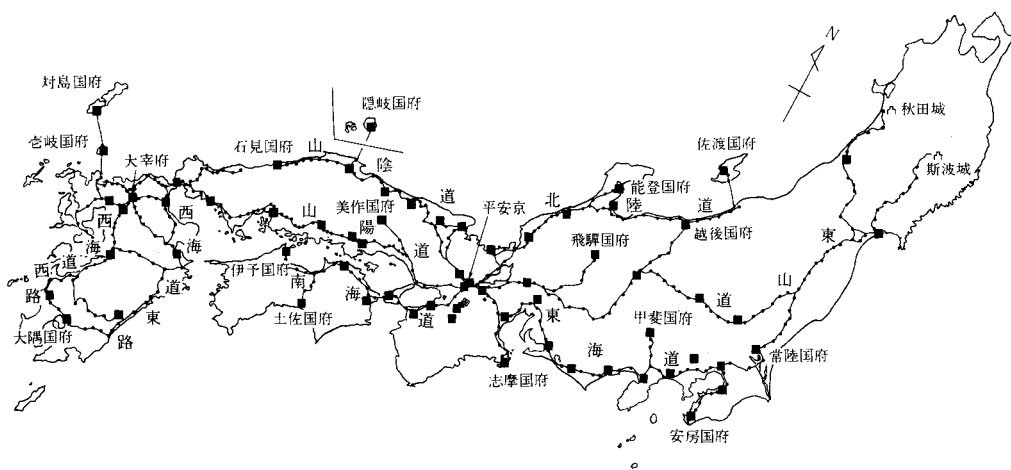 N
対島国府
壱岐国府
大宰府
石見国府
隠岐国府
山陰道
美作国府
山陽道
平安京
北陸道
能登国府
佐渡国府
越後国府
飛驒国府
秋田城
斯波城
東山道
甲斐国府
常陸国府
東海道
安房国府
志摩国府
南海道
伊予国府
土佐国府
西海道西路
西海道東路
大隅国府